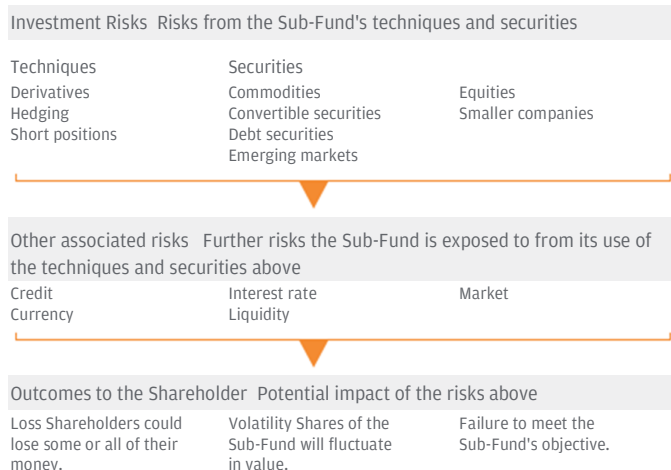 Investment Risks Risks from the Sub-Fund's techniques and securities
Techniques
Derivatives
Hedging
Short positions
Securities
Commodities
Convertible securities
Debt securities
Emerging markets
Equities
Smaller companies
Other associated risks Further risks the Sub-Fund is exposed to from its use of
the techniques and securities above
Credit
Currency
Interest rate
Liquidity
Market
Outcomes to the Shareholder Potential impact of the risks above
Loss Shareholders could
lose some or all of their
money.
Volatility Shares of the
Sub-Fund will fluctuate
in value.
Failure to meet the
Sub-Fund's objective.